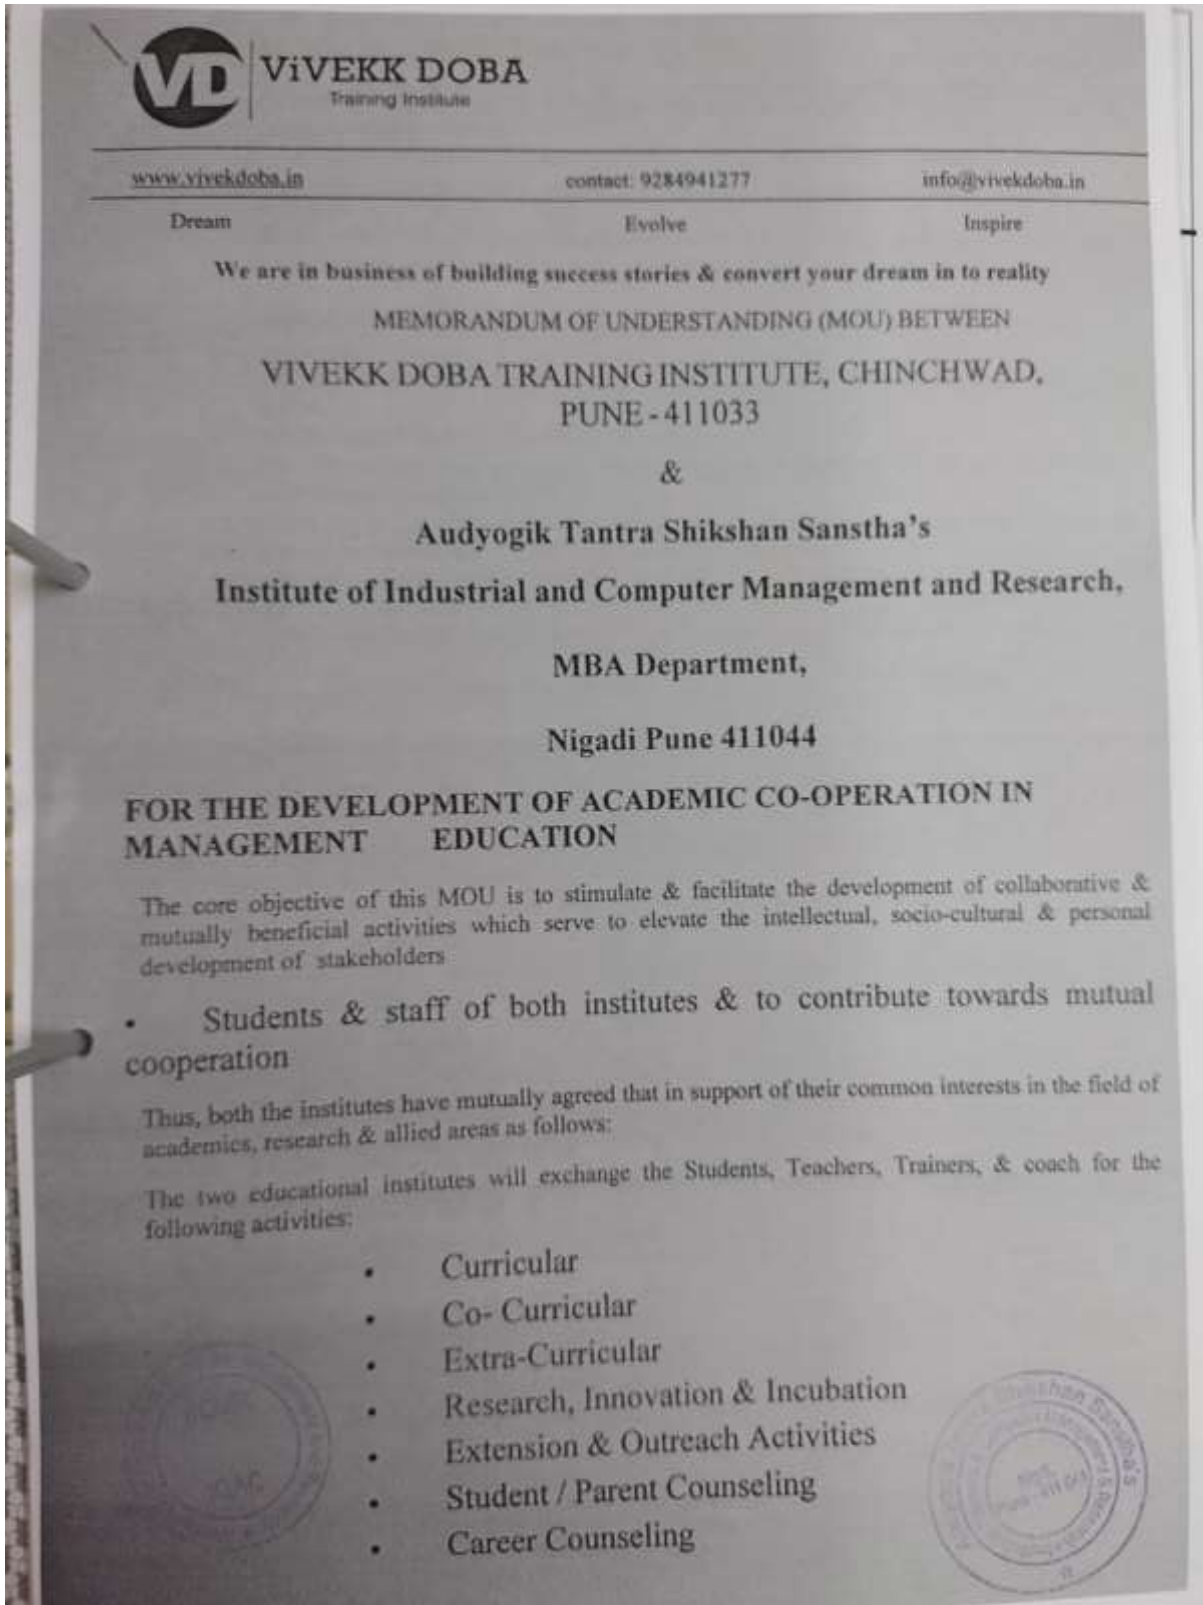 VD
ViVEKK DOBA
Training Institute
www.vivekdoba.in contact: 9284941277 info@vivekdoba.in
Dream Evolve Inspire
We are in business of building success stories & convert your dream in to reality
MEMORANDUM OF UNDERSTANDING (MOU) BETWEEN
VIVEKK DOBA TRAINING INSTITUTE, CHINCHWAD,
PUNE - 411033
&
Audyogik Tantra Shikshan Sanstha's
Institute of Industrial and Computer Management and Research,
MBA Department,
Nigadi Pune 411044
FOR THE DEVELOPMENT OF ACADEMIC CO-OPERATION IN
MANAGEMENT EDUCATION
The core objective of this MOU is to stimulate & facilitate the development of collaborative &
mutually beneficial activities which serve to elevate the intellectual, socio-cultural & personal
development of stakeholders
• Students & staff of both institutes & to contribute towards mutual
cooperation
Thus, both the institutes have mutually agreed that in support of their common interests in the field of
academics, research & allied areas as follows:
The two educational institutes will exchange the Students, Teachers, Trainers, & coach for the
following activities:
• Curricular
• Co- Curricular
• Extra-Curricular
• Research, Innovation & Incubation
• Extension & Outreach Activities
• Student / Parent Counseling
• Career Counseling
Shikshan Sanstha's